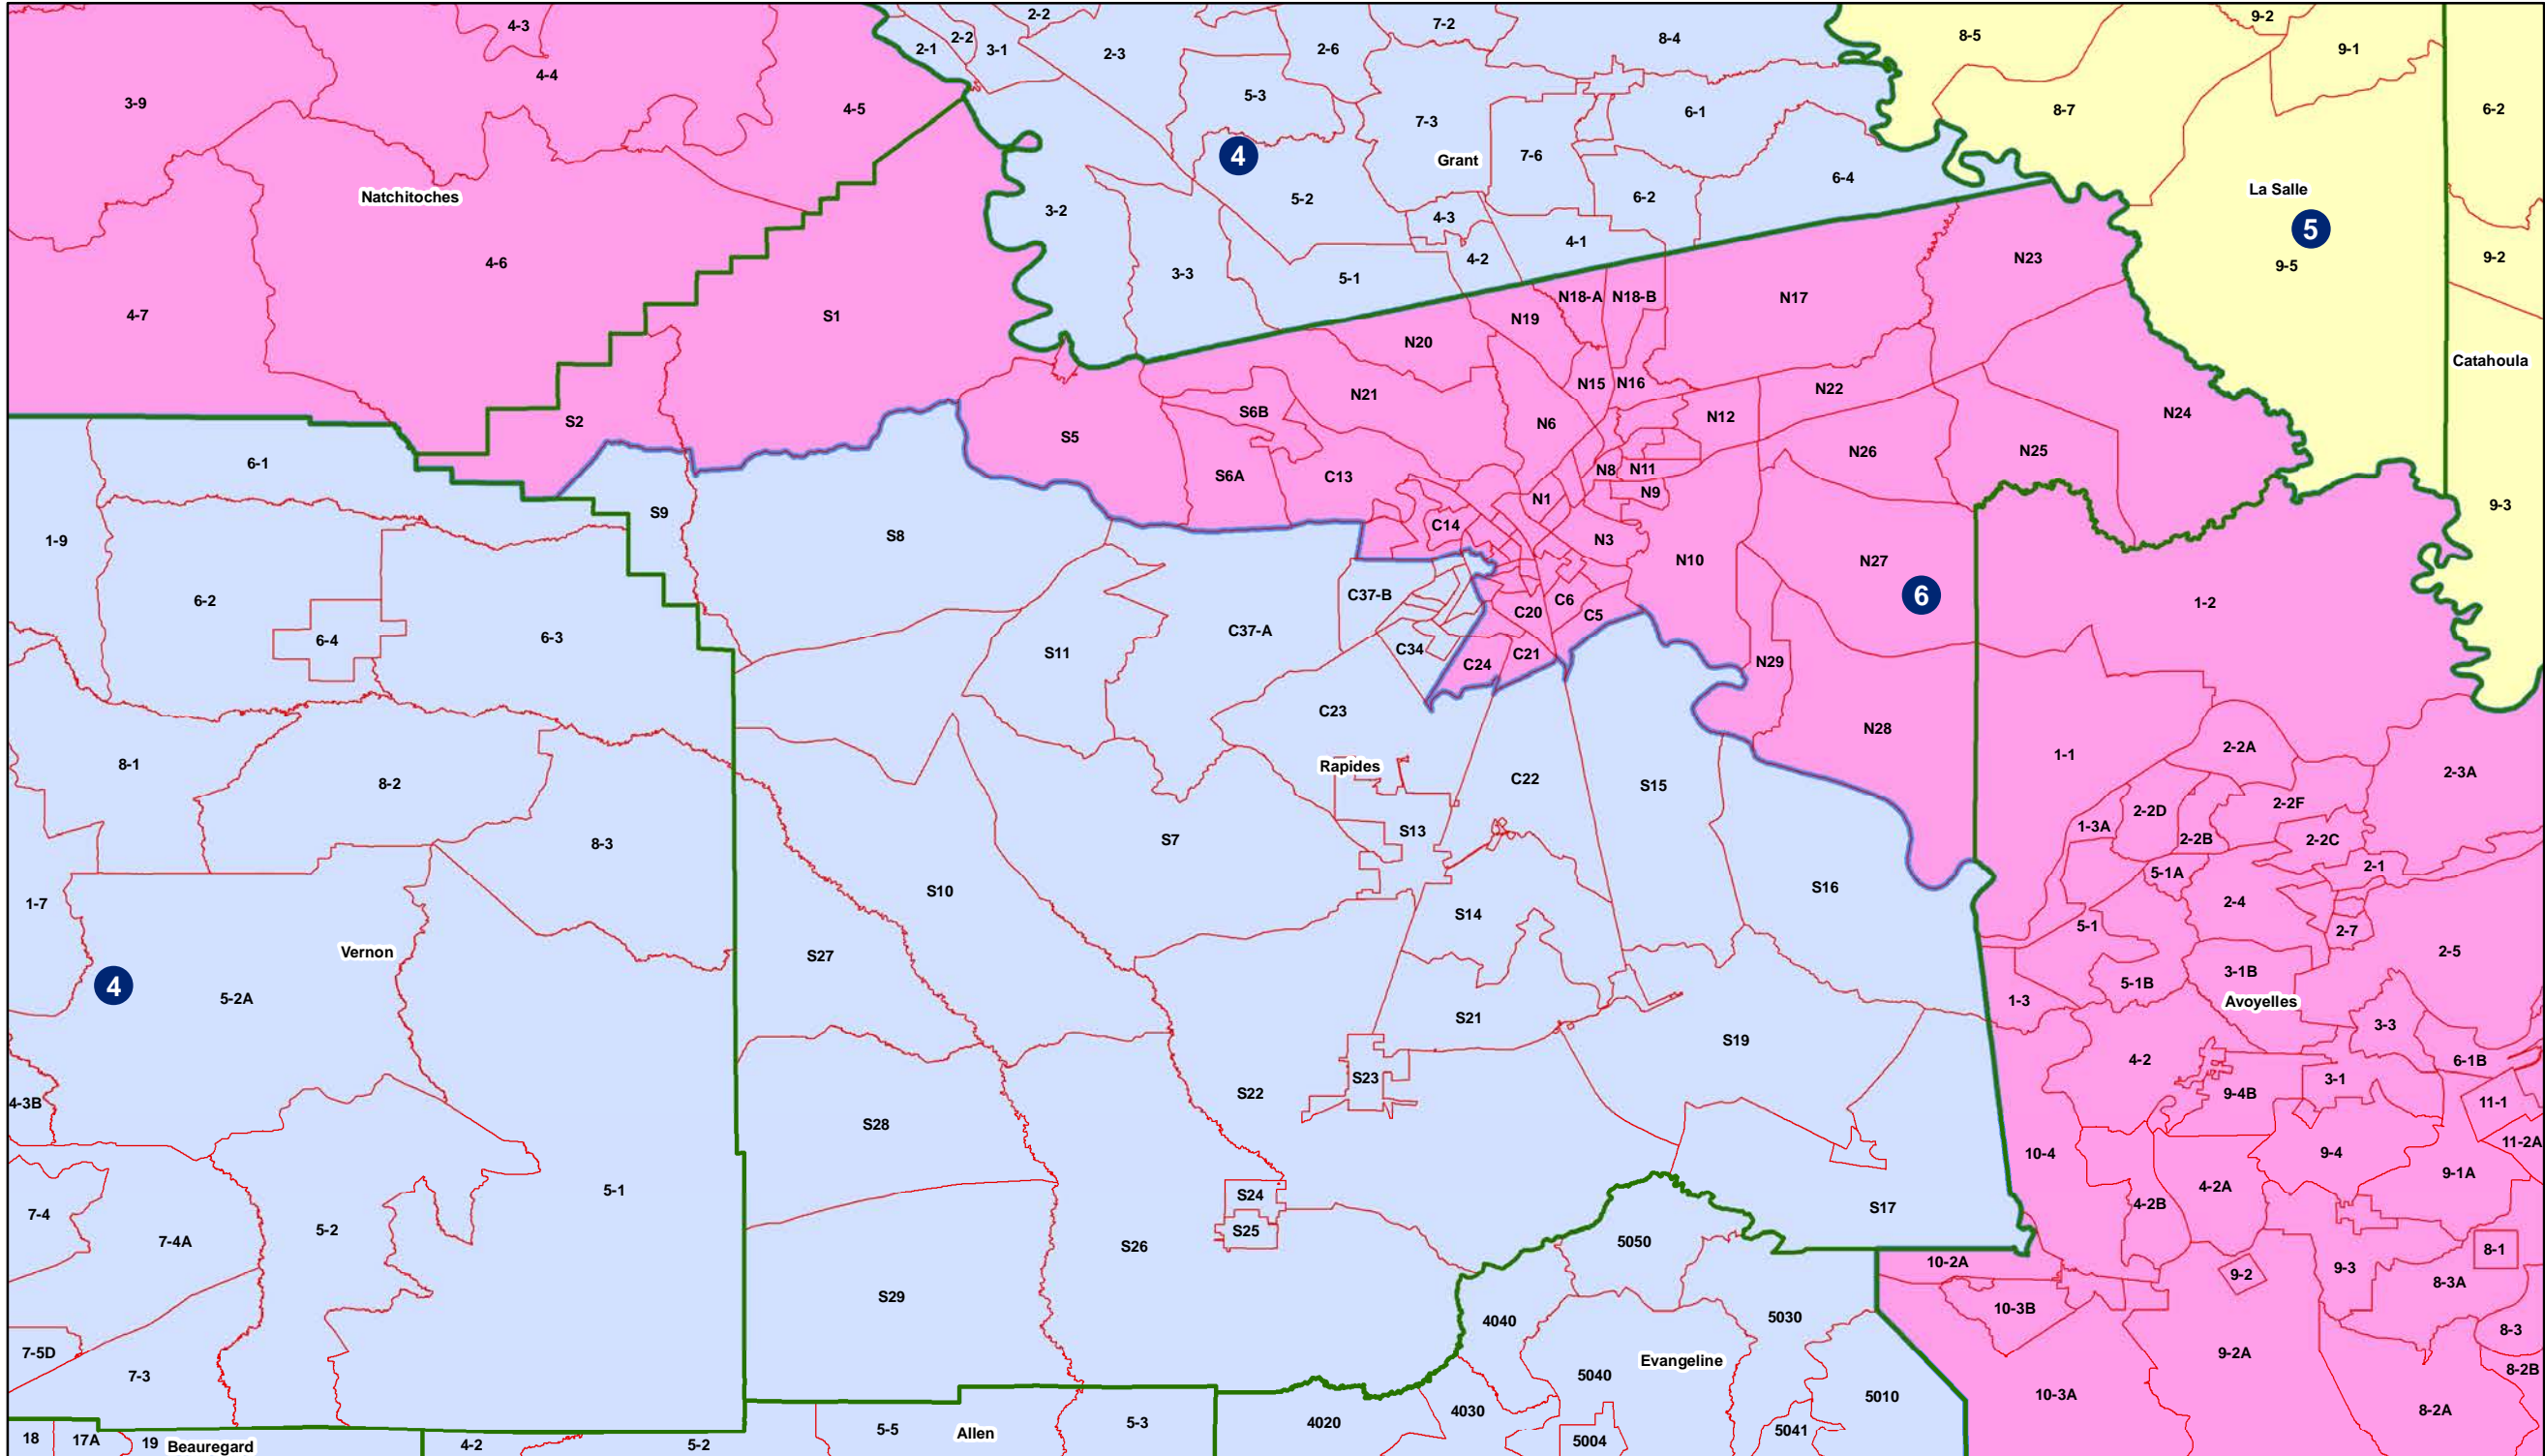 4-3
2-2
2-2
2-1
3-1
2-3
2-6
7-2
8-4
8-5
9-2
9-1
4-4
3-9
4-5
5-3
7-3
6-1
8-7
6-2
4
Grant
7-6
6-4
La Salle
Natchitoches
3-2
5-2
6-2
4-3
5
4-1
4-6
3-3
5-1
4-2
N23
9-5
9-2
4-7
S1
N18-A
N18-B
N17
N19
N20
Catahoula
N15
N16
N22
N21
S2
S5
S6B
N6
N12
N24
6-1
S6A
C13
N8
N11
N26
N25
N9
N1
9-3
S9
1-9
S8
C14
N3
N10
N27
6
6-2
C37-B
C20
C6
C5
1-2
6-4
6-3
C37-A
S11
C34
C24
C21
N29
C23
N28
1-1
2-2A
8-1
8-2
Rapides
C22
S15
2-3A
2-2D
2-2F
1-3A
2-2B
2-2C
8-3
S7
S13
2-1
5-1A
1-7
S10
S14
S16
2-4
5-1
2-7
Vernon
S27
2-5
4
5-2A
5-1B
3-1B
Avoyelles
1-3
S21
3-3
S19
4-2
6-1B
S23
3-1
4-3B
S22
9-4B
11-1
S28
11-2A
10-4
9-4
9-1A
5-1
S24
4-2A
7-4
5-2
S25
4-2B
S17
7-4A
S26
5050
8-1
10-2A
9-2
9-3
8-3A
S29
10-3B
4040
5030
8-3
7-5D
9-2A
Evangeline
7-3
5040
8-2B
10-3A
5010
4030
8-2A
5-5
Allen
5-3
4020
5041
18
17A
19
Beauregard
4-2
5-2
5004